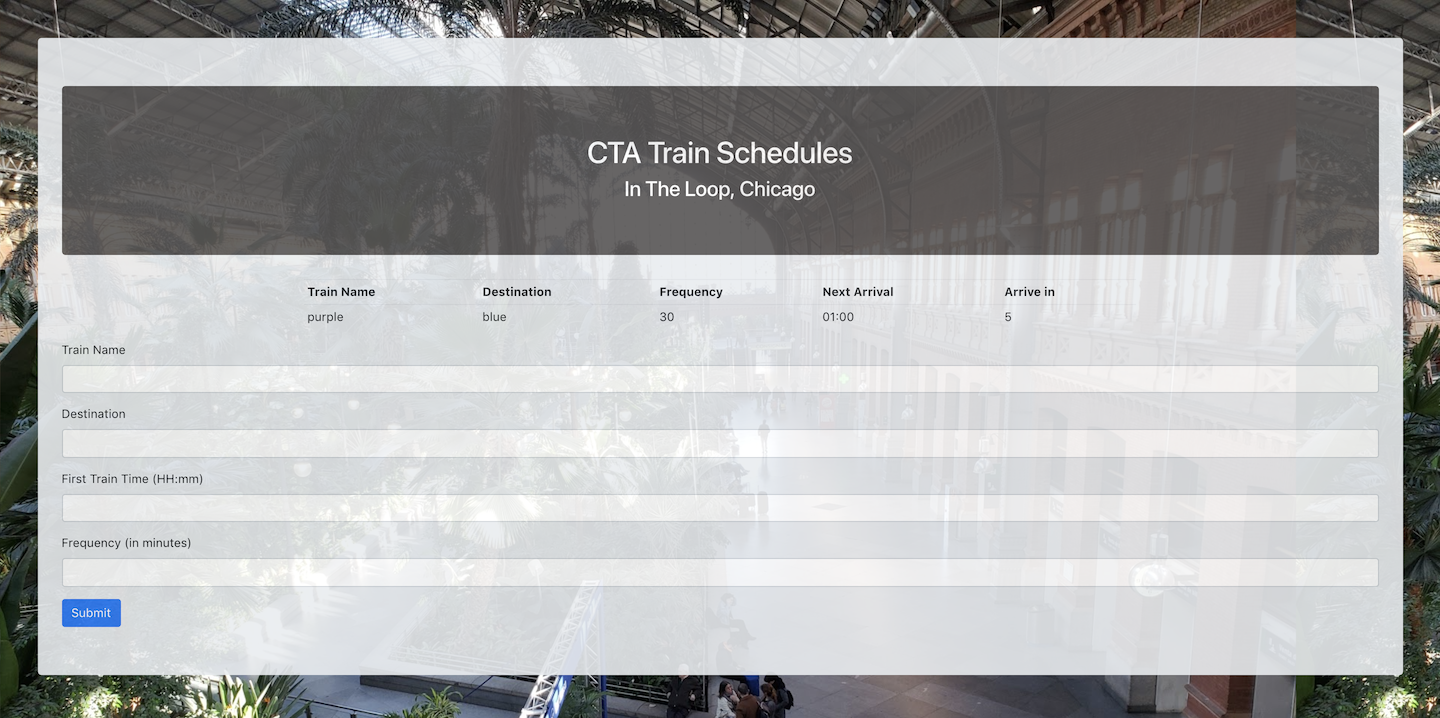 CTA Train Schedules
In The Loop, Chicago
Train Name Destination Frequency Next Arrival Arrive in
purple blue 30 01:00 5
Train Name
Destination
First Train Time (HH:mm)
Frequency (in minutes)
Submit